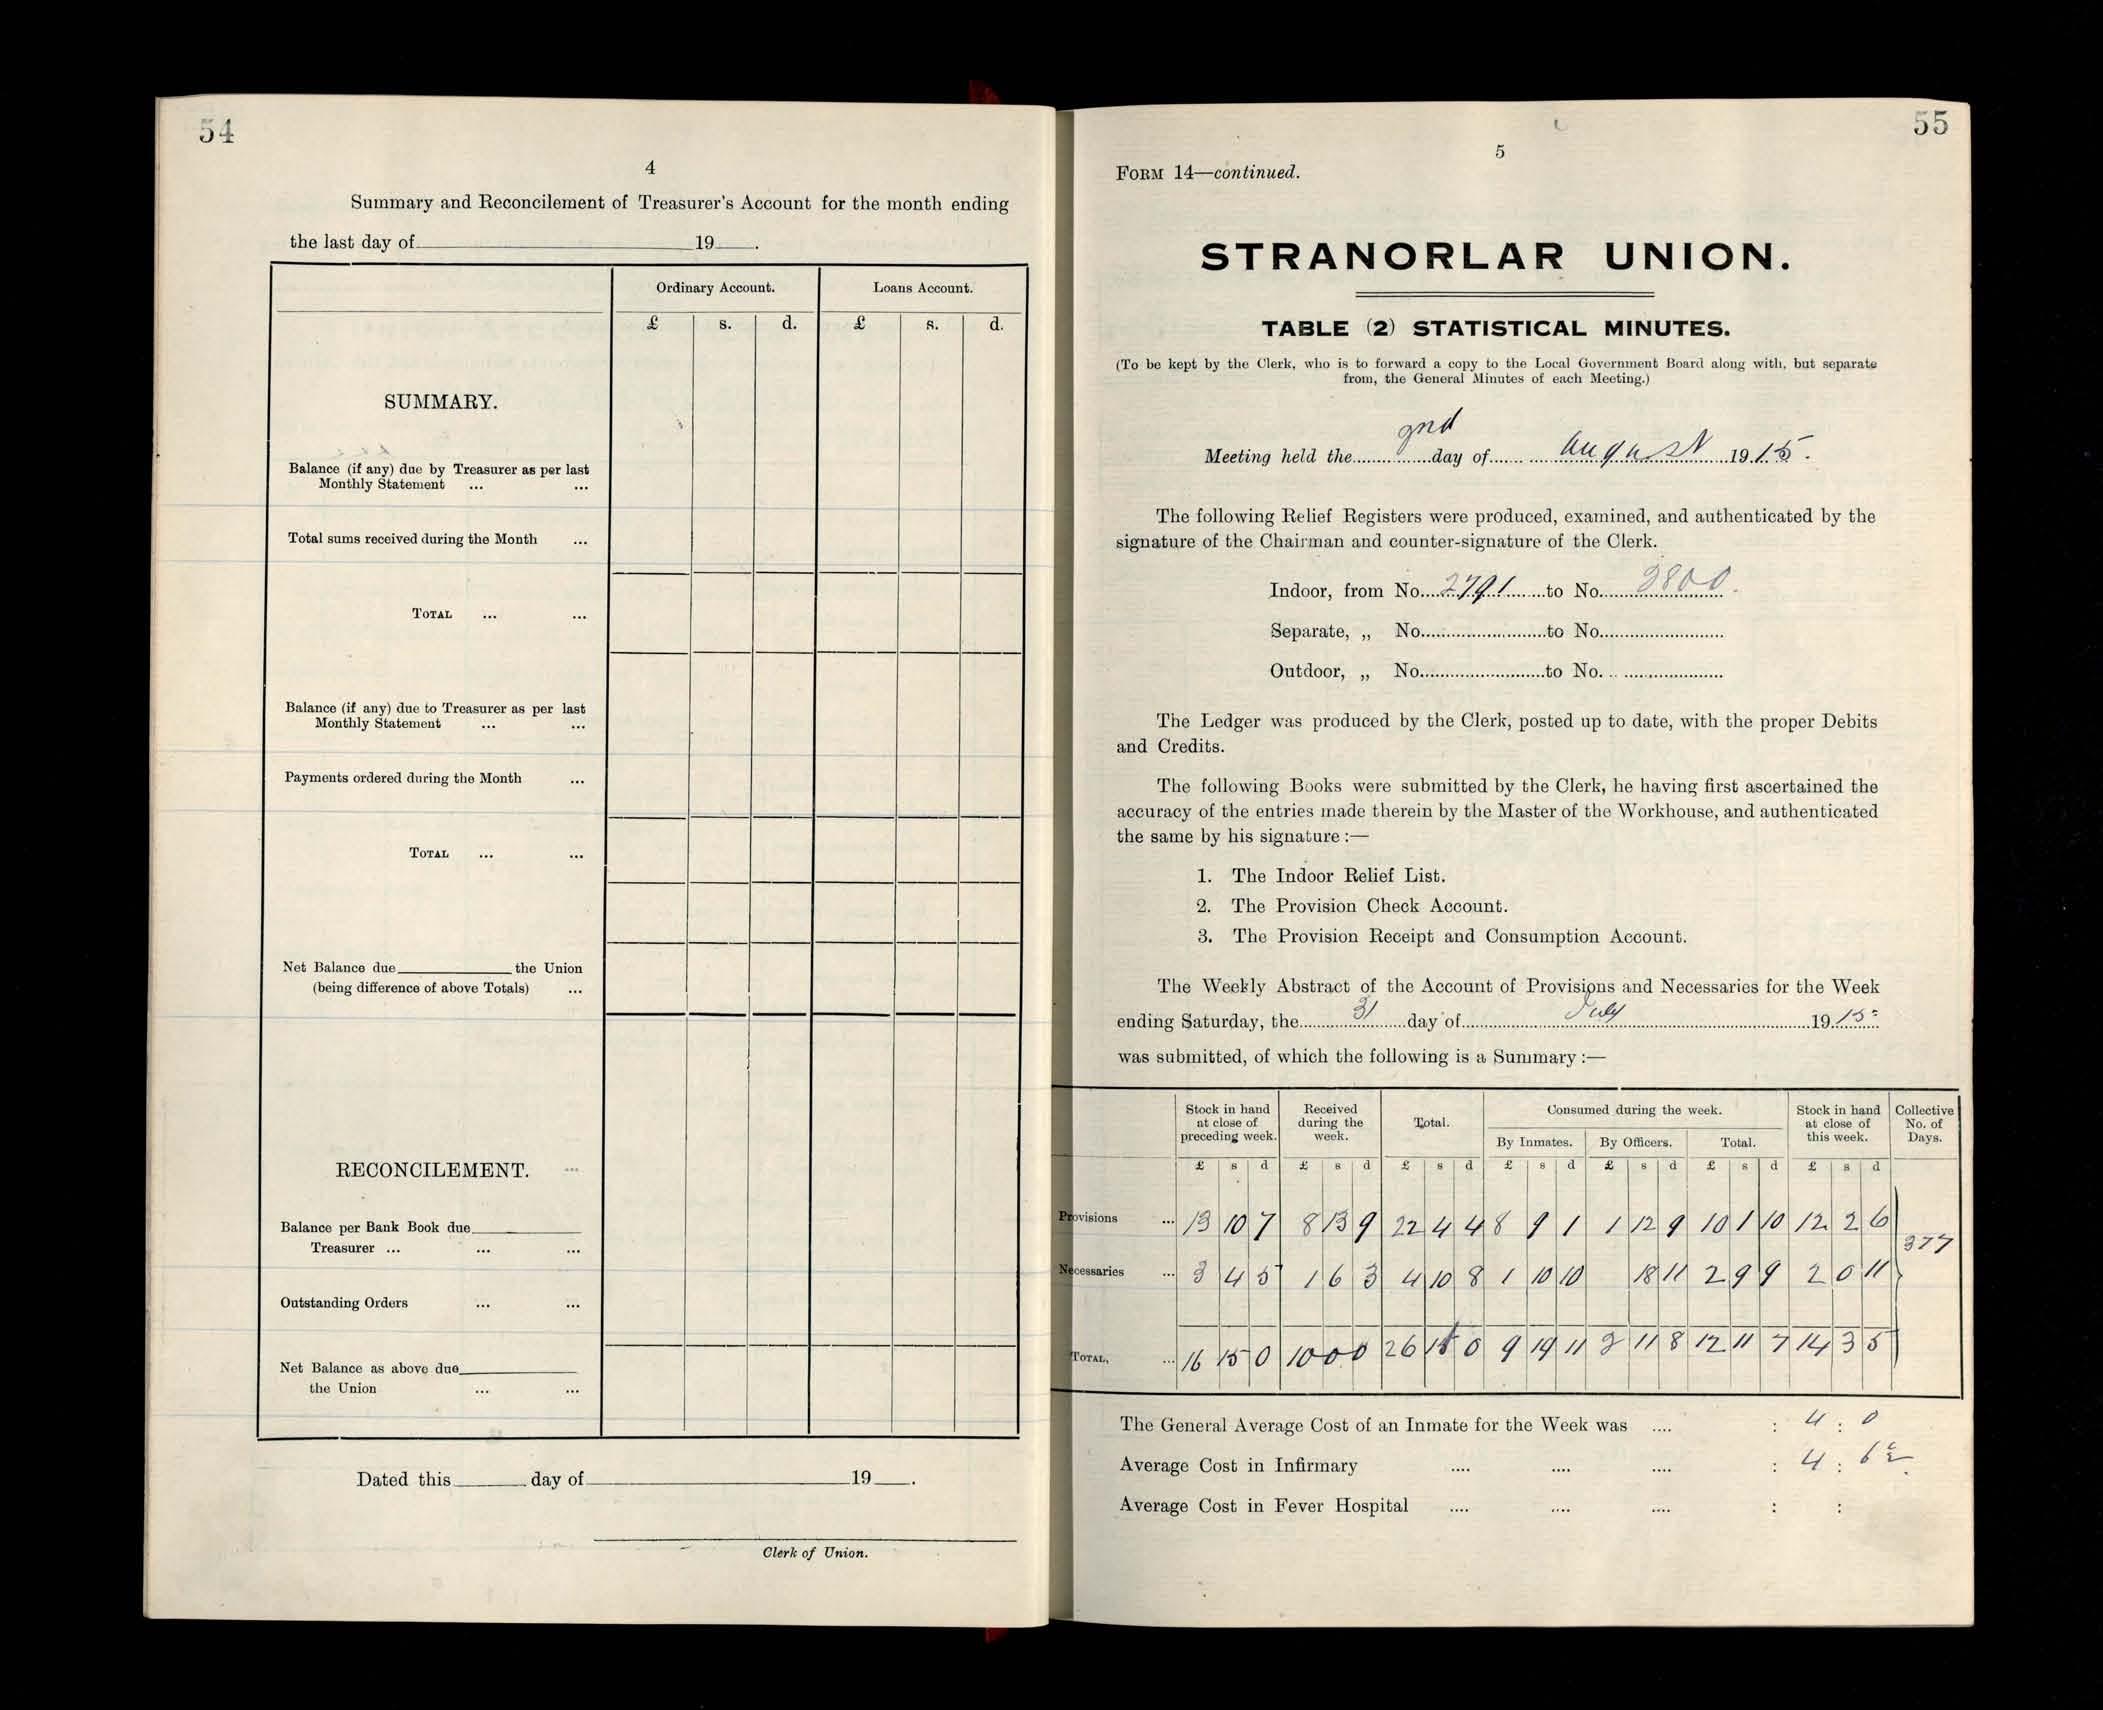 54
4
Summary and Reconcilement of Treasurer's Account for the month ending
the last day of 19 .
Ordinary Account. Loans Account.
£ s. d. £ s. d.
SUMMARY.
Balance (if any) due by Treasurer as per last
Monthly Statement ... ...
Total sums received during the Month ...
TOTAL ... ...
Balance (if any) due to Treasurer as per last
Monthly Statement ... ...
Payments ordered during the Month ...
TOTAL ... ...
Net Balance due the Union
(being difference of above Totals) ...
RECONCILEMENT. ...
Balance per Bank Book due
Treasurer ... ... ...
Outstanding Orders ... ...
Net Balance as above due
the Union ... ...
Dated this day of 19 .
Clerk of Union.
55
5
FORM 14—continued.
STRANORLAR UNION.
TABLE (2) STATISTICAL MINUTES.
(To be kept by the Clerk, who is to forward a copy to the Local Government Board along with, but separate
from, the General Minutes of each Meeting.)
Meeting held the 2nd day of August 1915.
The following Relief Registers were produced, examined, and authenticated by the
signature of the Chairman and counter-signature of the Clerk.
Indoor, from No. 2791 to No. 2800.
Separate, „ No. to No.
Outdoor, „ No. to No.
The Ledger was produced by the Clerk, posted up to date, with the proper Debits
and Credits.
The following Books were submitted by the Clerk, he having first ascertained the
accuracy of the entries made therein by the Master of the Workhouse, and authenticated
the same by his signature :—
1. The Indoor Relief List.
2. The Provision Check Account.
3. The Provision Receipt and Consumption Account.
The Weekly Abstract of the Account of Provisions and Necessaries for the Week
ending Saturday, the 31 day of July 1915
was submitted, of which the following is a Summary :—
Stock in hand at close of preceding week. Received during the week. Total. Consumed during the week. Stock in hand at close of this week. Collective No. of Days.
By Inmates. By Officers. Total.
£ s d £ s d £ s d £ s d £ s d £ s d £ s d
Provisions ... 13 10 7 8 13 9 22 4 4 8 9 1 1 12 9 10 1 10 12 2 6
377
Necessaries ... 3 4 5 1 6 3 4 10 8 1 10 10 18 11 2 9 9 2 0 11
TOTAL, ... 16 15 0 10 0 0 26 15 0 9 19 11 2 11 8 12 11 7 14 3 5
The General Average Cost of an Inmate for the Week was .... : 4 : 0
Average Cost in Infirmary .... .... .... : 4 : 6
Average Cost in Fever Hospital .... .... .... : :